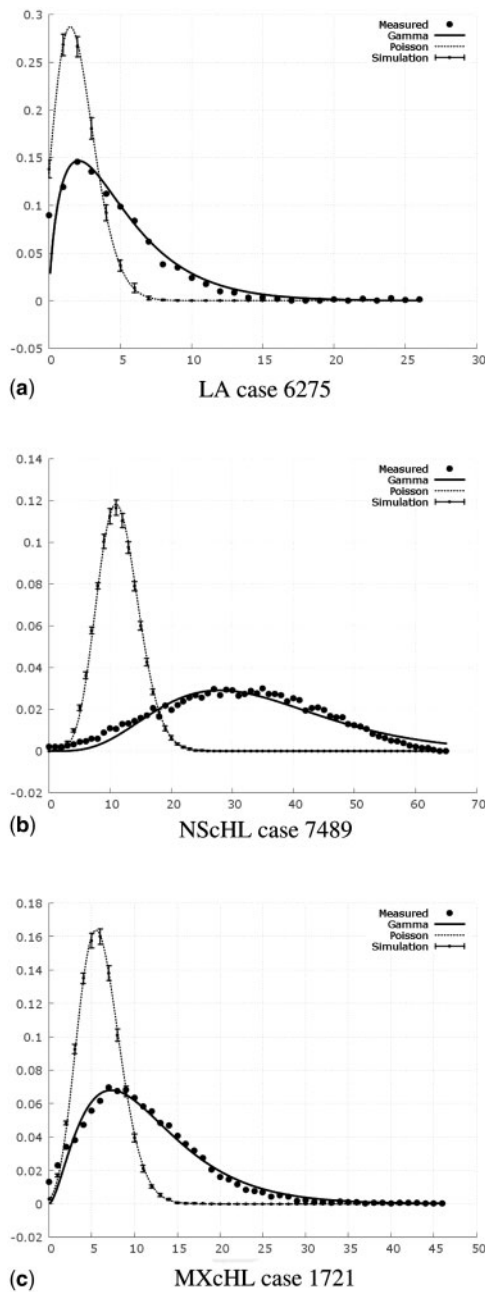 0.3
0.25
0.2
0.15
0.1
0.05
0
-0.05
0 5 10 15 20 25 30
Measured
Gamma
Poisson
Simulation
(a) LA case 6275
0.14
0.12
0.1
0.08
0.06
0.04
0.02
0
-0.02
0 10 20 30 40 50 60 70
Measured
Gamma
Poisson
Simulation
(b) NScHL case 7489
0.18
0.16
0.14
0.12
0.1
0.08
0.06
0.04
0.02
0
-0.02
0 5 10 15 20 25 30 35 40 45 50
Measured
Gamma
Poisson
Simulation
(c) MXcHL case 1721